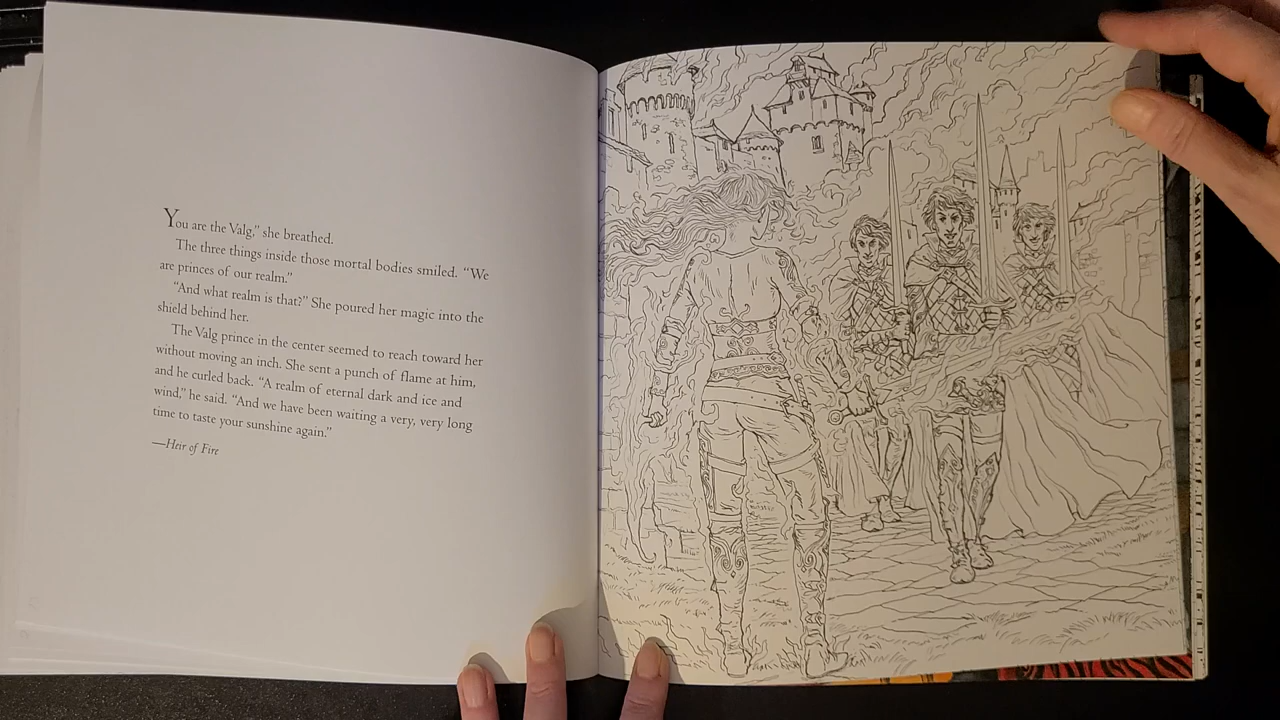 You are the Valg,” she breathed.
The three things inside those mortal bodies smiled. “We
are princes of our realm.”
“And what realm is that?” She poured her magic into the
shield behind her.
The Valg prince in the center seemed to reach toward her
without moving an inch. She sent a punch of flame at him,
and he curled back. “A realm of eternal dark and ice and
wind,” he said. “And we have been waiting a very, very long
time to taste your sunshine again.”
—Heir of Fire